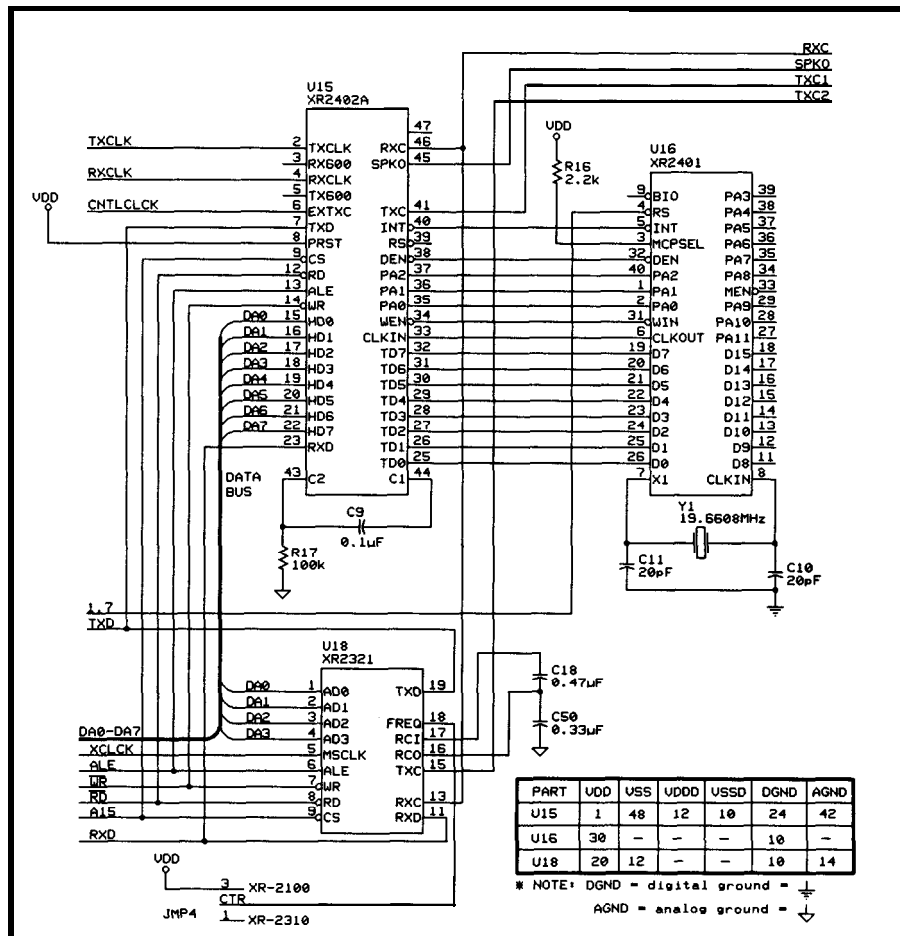 RXC
SPKO
TXC1
TXC2
U15
XR2402A
TXCLK
RXCLK
VDD
CNTLCLCK
2 TXCLK
3 RX600
4 RXCLK
5 TX600
6 EXTXC
7 TXD
8 PRST
9 CS
12 RD
13 ALE
14 WR
DA0 15 HD0
DA1 16 HD1
DA2 17 HD2
DA3 18 HD3
DA4 19 HD4
DA5 20 HD5
DA6 21 HD6
DA7 22 HD7
23 RXD
43 C2
47
RXC 46
SPKO 45
TXC 41
INT 40
RS 39
DEN 38
PA2 37
PA1 36
PA0 35
WEN 34
CLKIN 33
TD7 32
TD6 31
TD5 30
TD4 29
TD3 28
TD2 27
TD1 26
TD0 25
C1 44
DATA
BUS
C9
0.1µF
R17
100k
VDD
R16
2.2k
U16
XR2401
9 BIO
4 RS
5 INT
3 MCPSEL
32 DEN
40 PA2
1 PA1
2 PA0
31 WIN
6 CLKOUT
19 D7
20 D6
21 D5
22 D4
23 D3
24 D2
25 D1
26 D0
7 X1
PA3 39
PA4 38
PA5 37
PA6 36
PA7 35
PA8 34
MEN 33
PA9 29
PA10 28
PA11 27
D15 18
D14 17
D13 16
D12 15
D11 14
D10 13
D9 12
D8 11
CLKIN 8
Y1
19.6608MHz
C11
20pF
C10
20pF
1.7
TXD
U18
XR2321
DA0 1 AD0
DA1 2 AD1
DA2 3 AD2
DA3 4 AD3
DA0-DA7
XCLCK 5 MSCLK
ALE 6 ALE
WR 7 WR
RD 8 RD
A15 9 CS
RXD
TXD 19
FREQ 18
RCI 17
RCO 16
TXC 15
RXC 13
RXD 11
C18
0.47µF
C50
0.33µF
VDD
3 XR-2100
CTR
JMP4
1 XR-2310
PART VDD VSS VDDD VSSD DGND AGND
U15 1 48 12 10 24 42
U16 30 - - - 10 -
U18 20 12 - - 10 14
* NOTE: DGND = digital ground =
AGND = analog ground =